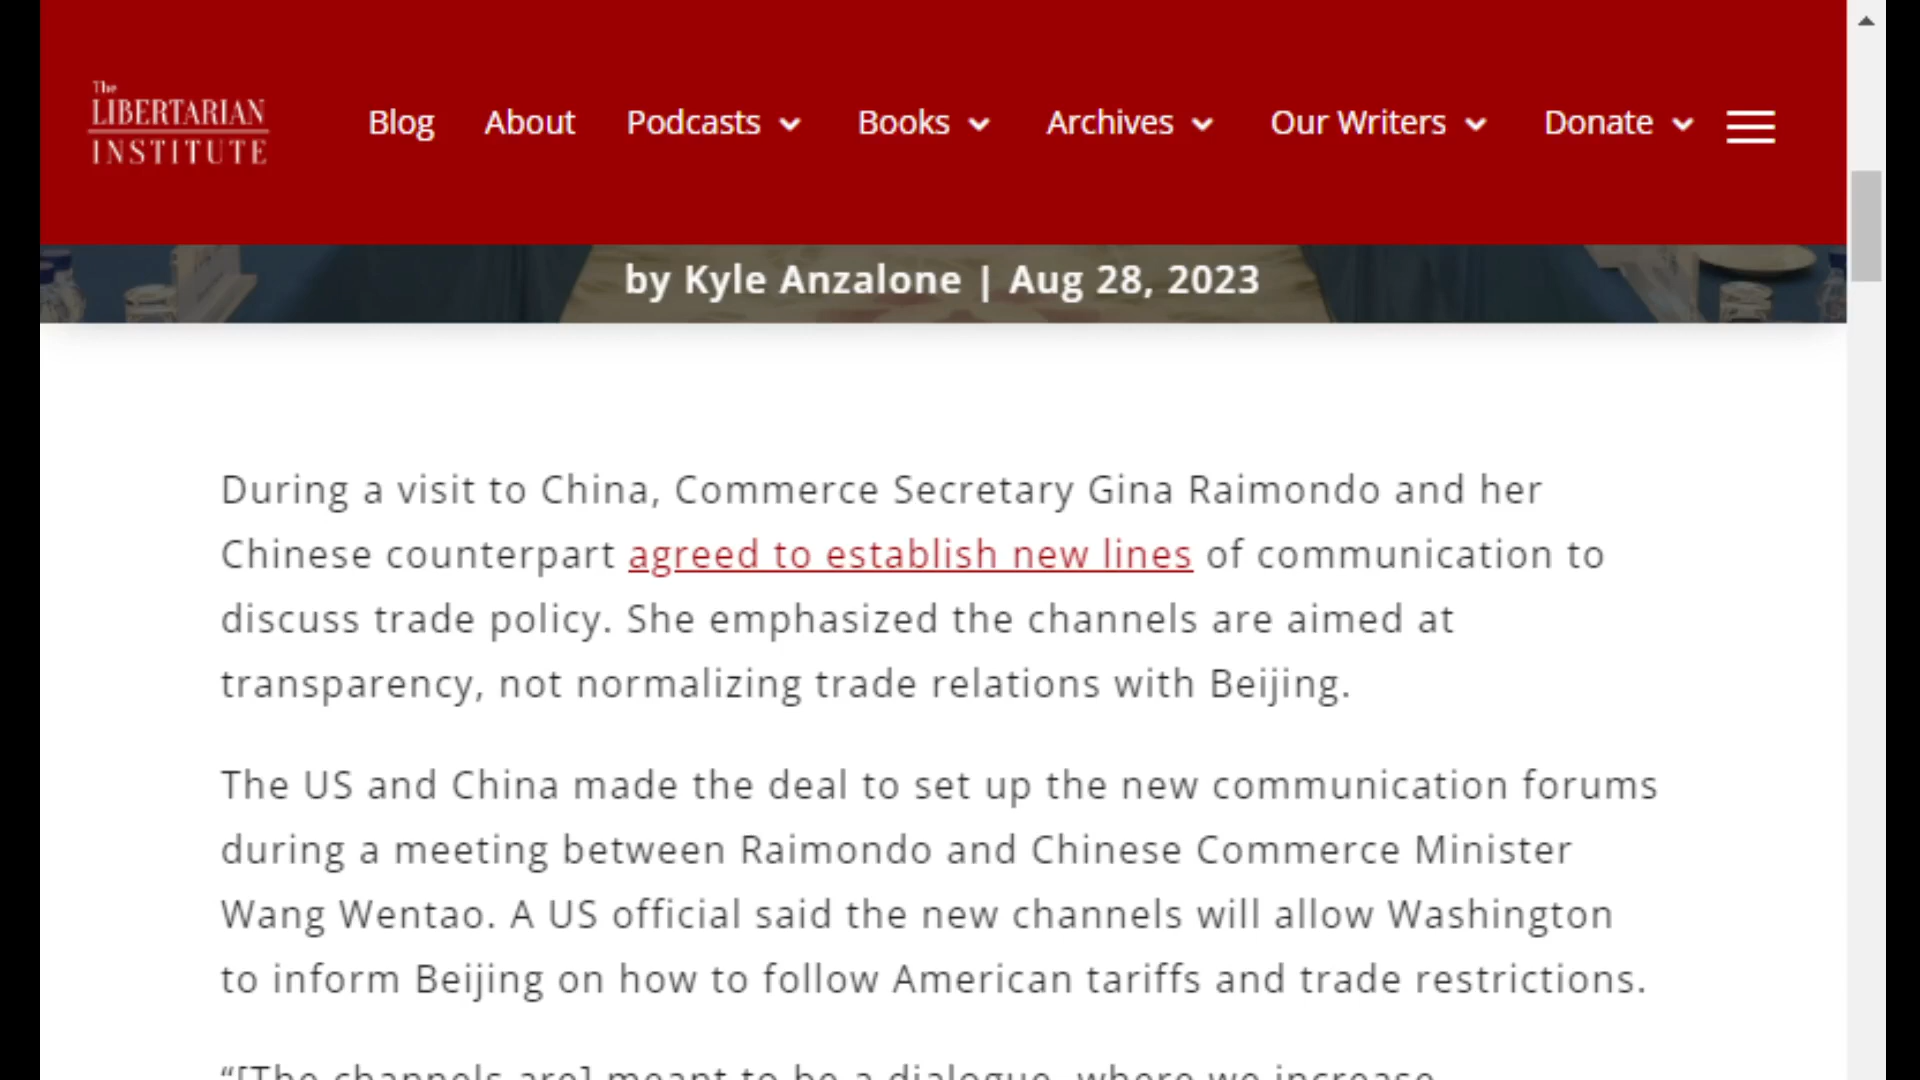 The
LIBERTARIAN
INSTITUTE
Blog About Podcasts Books Archives Our Writers Donate
by Kyle Anzalone | Aug 28, 2023
During a visit to China, Commerce Secretary Gina Raimondo and her
Chinese counterpart agreed to establish new lines of communication to
discuss trade policy. She emphasized the channels are aimed at
transparency, not normalizing trade relations with Beijing.
The US and China made the deal to set up the new communication forums
during a meeting between Raimondo and Chinese Commerce Minister
Wang Wentao. A US official said the new channels will allow Washington
to inform Beijing on how to follow American tariffs and trade restrictions.
“[The channels are] meant to be a dialogue, where we increase